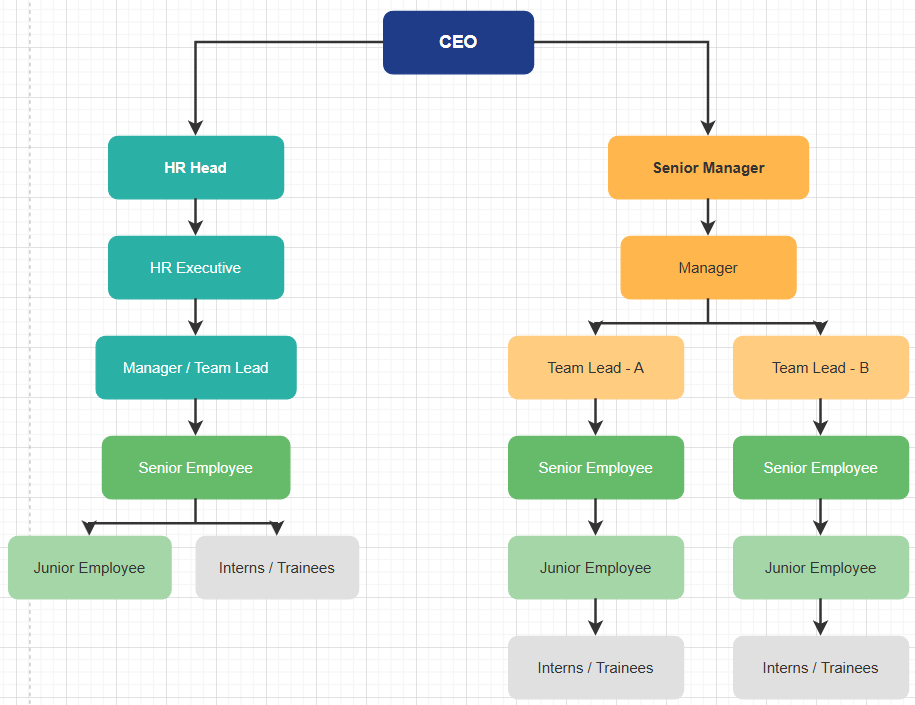 CEO
HR Head
Senior Manager
HR Executive
Manager
Manager / Team Lead
Team Lead - A
Team Lead - B
Senior Employee
Senior Employee
Senior Employee
Junior Employee
Interns / Trainees
Junior Employee
Junior Employee
Interns / Trainees
Interns / Trainees